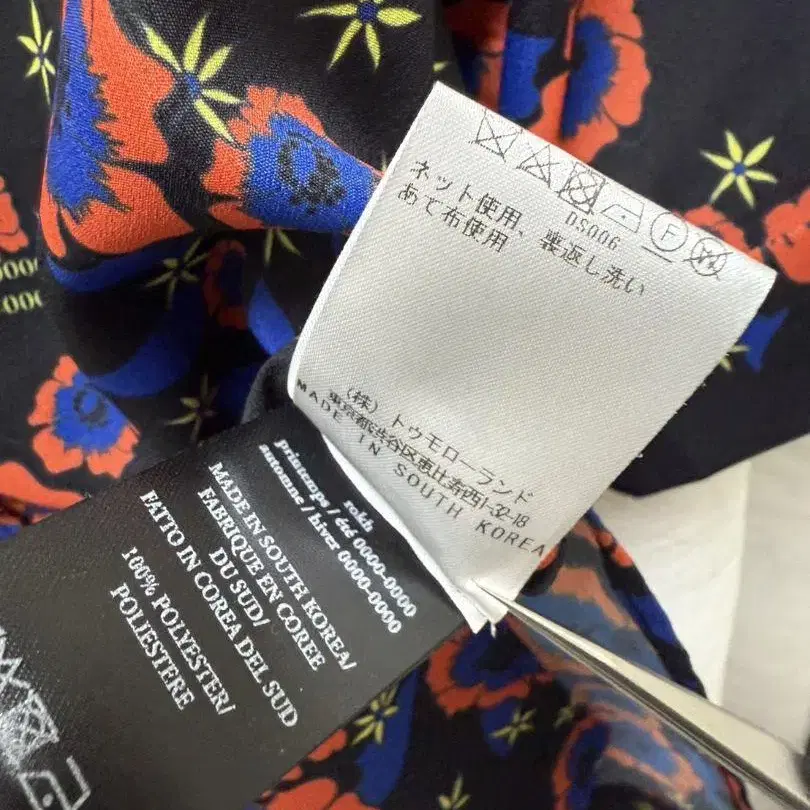 DS006
ネット使用、裏返し洗い
あて布使用
(株) トゥモローランド
東京都渋谷区恵比寿西1-32-18
MADE IN SOUTH KOREA
rokh
printemps / été 0000-0000
automne / hiver 0000-0000
MADE IN SOUTH KOREA/
FABRIQUE EN COREE
DU SUD/
FATTO IN COREA DEL SUD
100% POLYESTER/
POLIESTERE